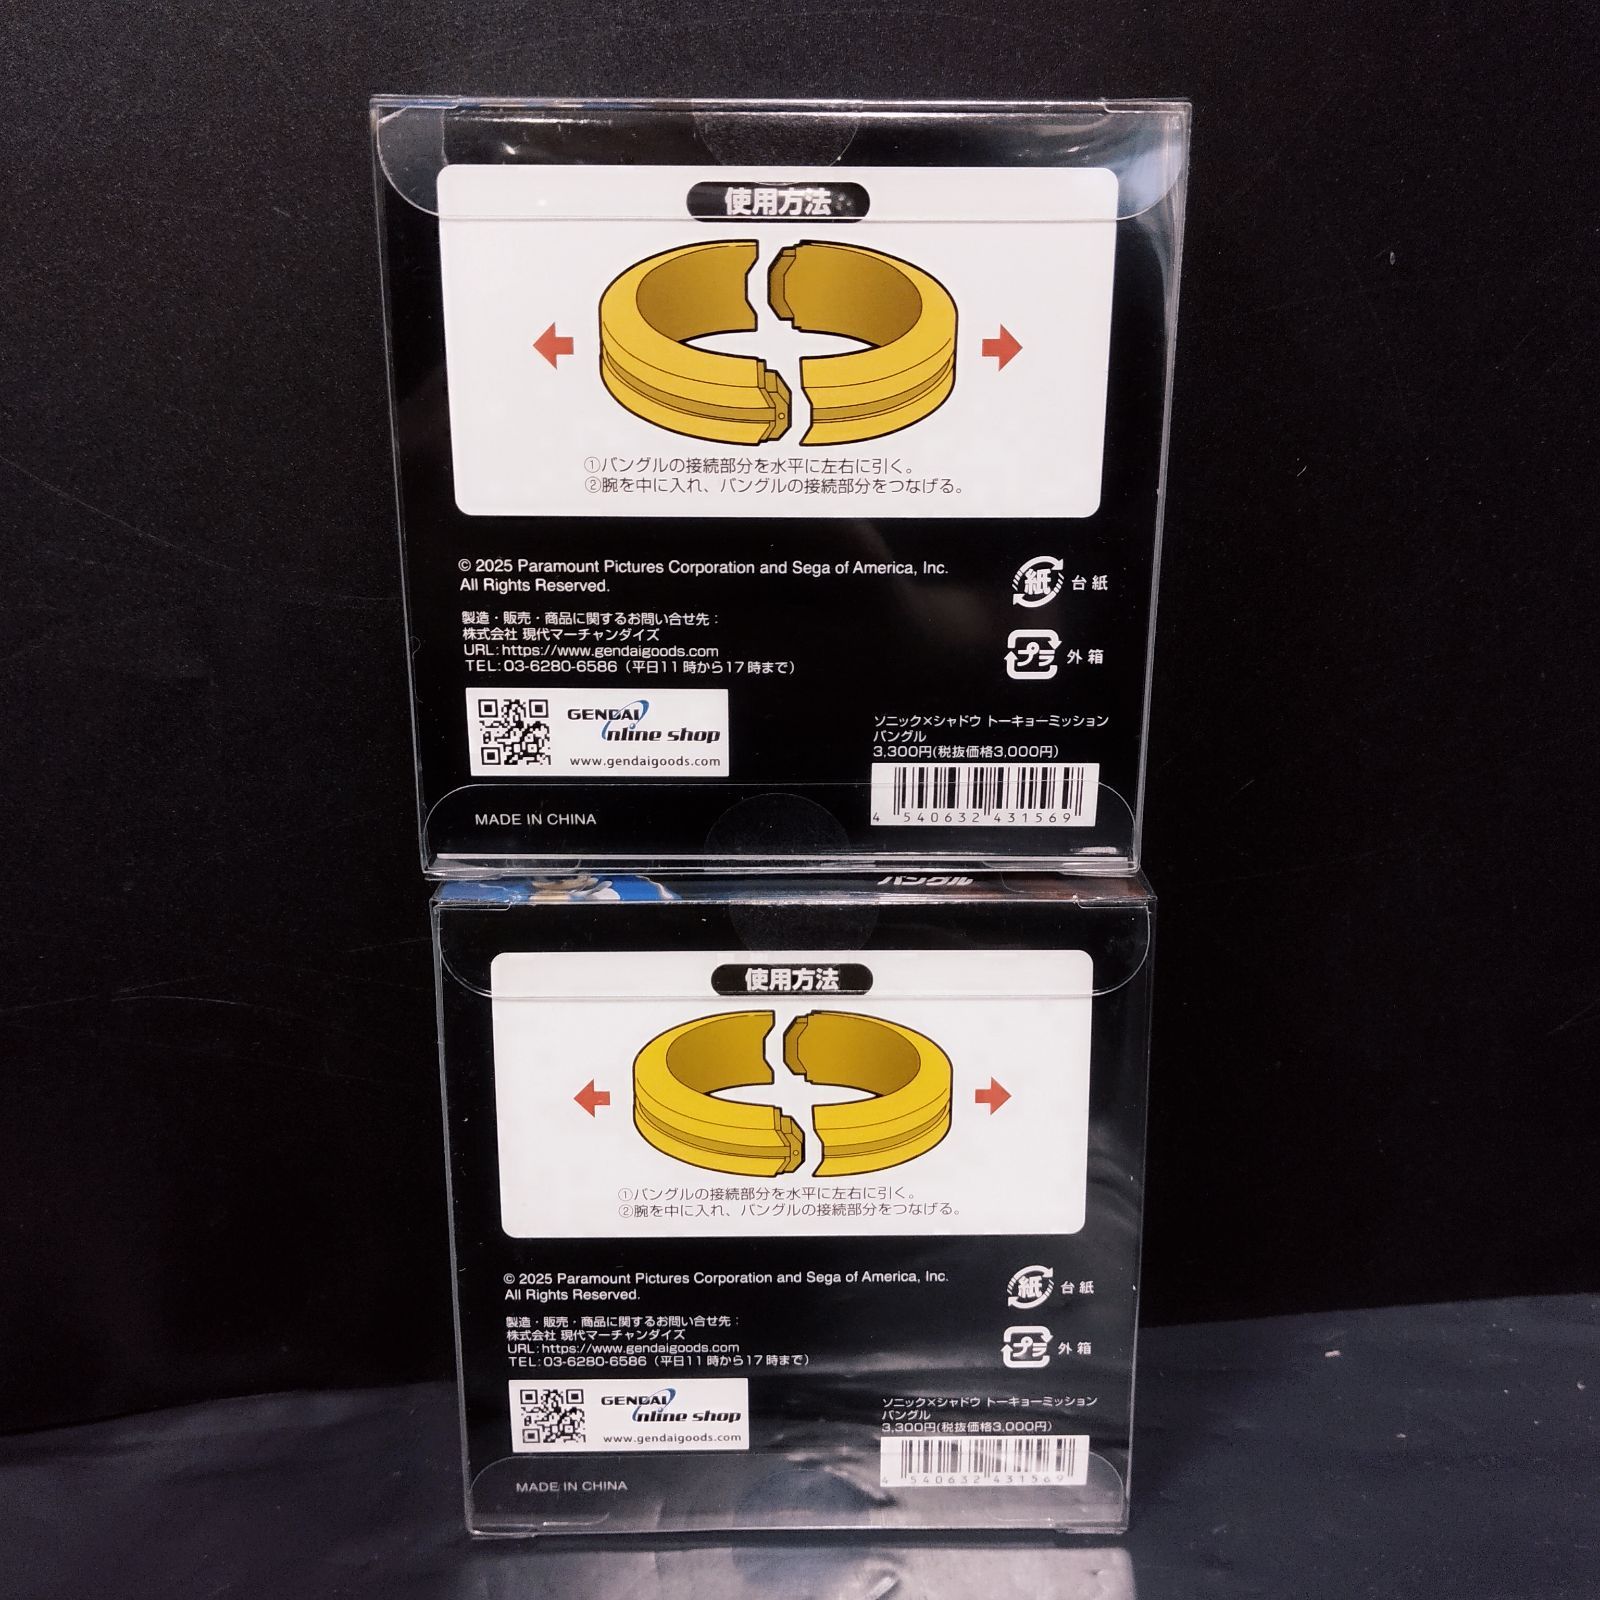 使用方法
①バングルの接続部分を水平に左右に引く。
②腕を中に入れ、バングルの接続部分をつなげる。
© 2025 Paramount Pictures Corporation and Sega of America, Inc.
All Rights Reserved.
紙 台紙
製造・販売・商品に関するお問い合せ先：
株式会社 現代マーチャンダイズ
URL:https://www.gendaigoods.com
TEL:03-6280-6586（平日11時から17時まで）
プラ 外箱
GENDAI
Online shop
www.gendaigoods.com
ソニック×シャドウ トーキョーミッション
バングル
3,300円(税抜価格3,000円)
4 540632 431569
MADE IN CHINA
バングル
使用方法
①バングルの接続部分を水平に左右に引く。
②腕を中に入れ、バングルの接続部分をつなげる。
© 2025 Paramount Pictures Corporation and Sega of America, Inc.
All Rights Reserved.
紙 台紙
製造・販売・商品に関するお問い合せ先：
株式会社 現代マーチャンダイズ
URL:https://www.gendaigoods.com
TEL:03-6280-6586（平日11時から17時まで）
プラ 外箱
GENDAI
Online shop
www.gendaigoods.com
ソニック×シャドウ トーキョーミッション
バングル
3,300円(税抜価格3,000円)
4 540632 431569
MADE IN CHINA